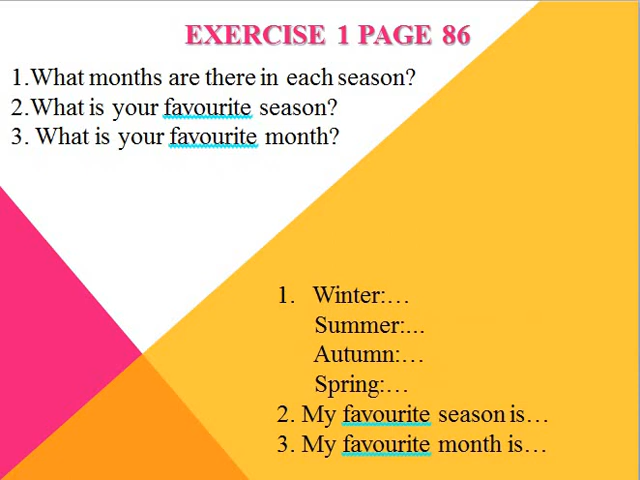 EXERCISE 1 PAGE 86
1.What months are there in each season?
2.What is your favourite season?
3. What is your favourite month?
1. Winter:…
Summer:...
Autumn:…
Spring:…
2. My favourite season is…
3. My favourite month is…